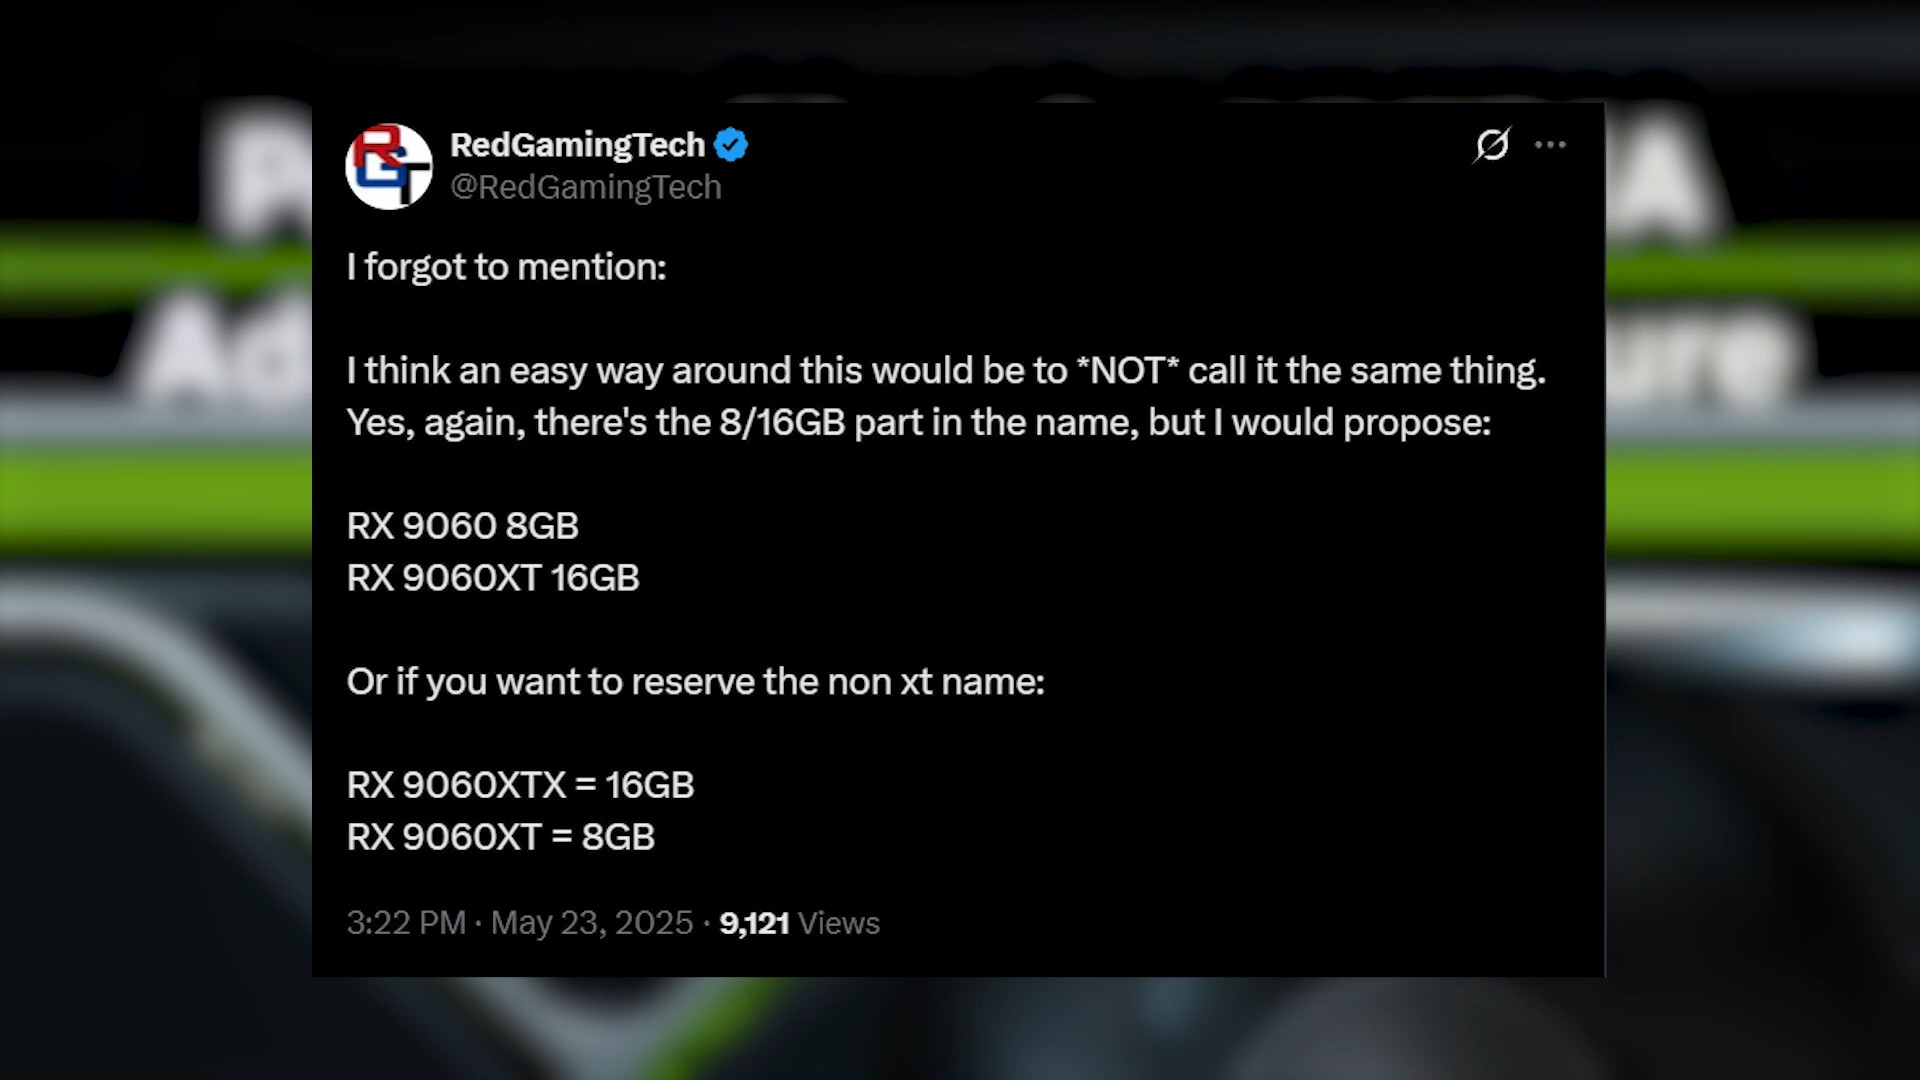 RedGamingTech
@RedGamingTech
I forgot to mention:
I think an easy way around this would be to *NOT* call it the same thing.
Yes, again, there's the 8/16GB part in the name, but I would propose:
RX 9060 8GB
RX 9060XT 16GB
Or if you want to reserve the non xt name:
RX 9060XTX = 16GB
RX 9060XT = 8GB
3:22 PM · May 23, 2025 · 9,121 Views